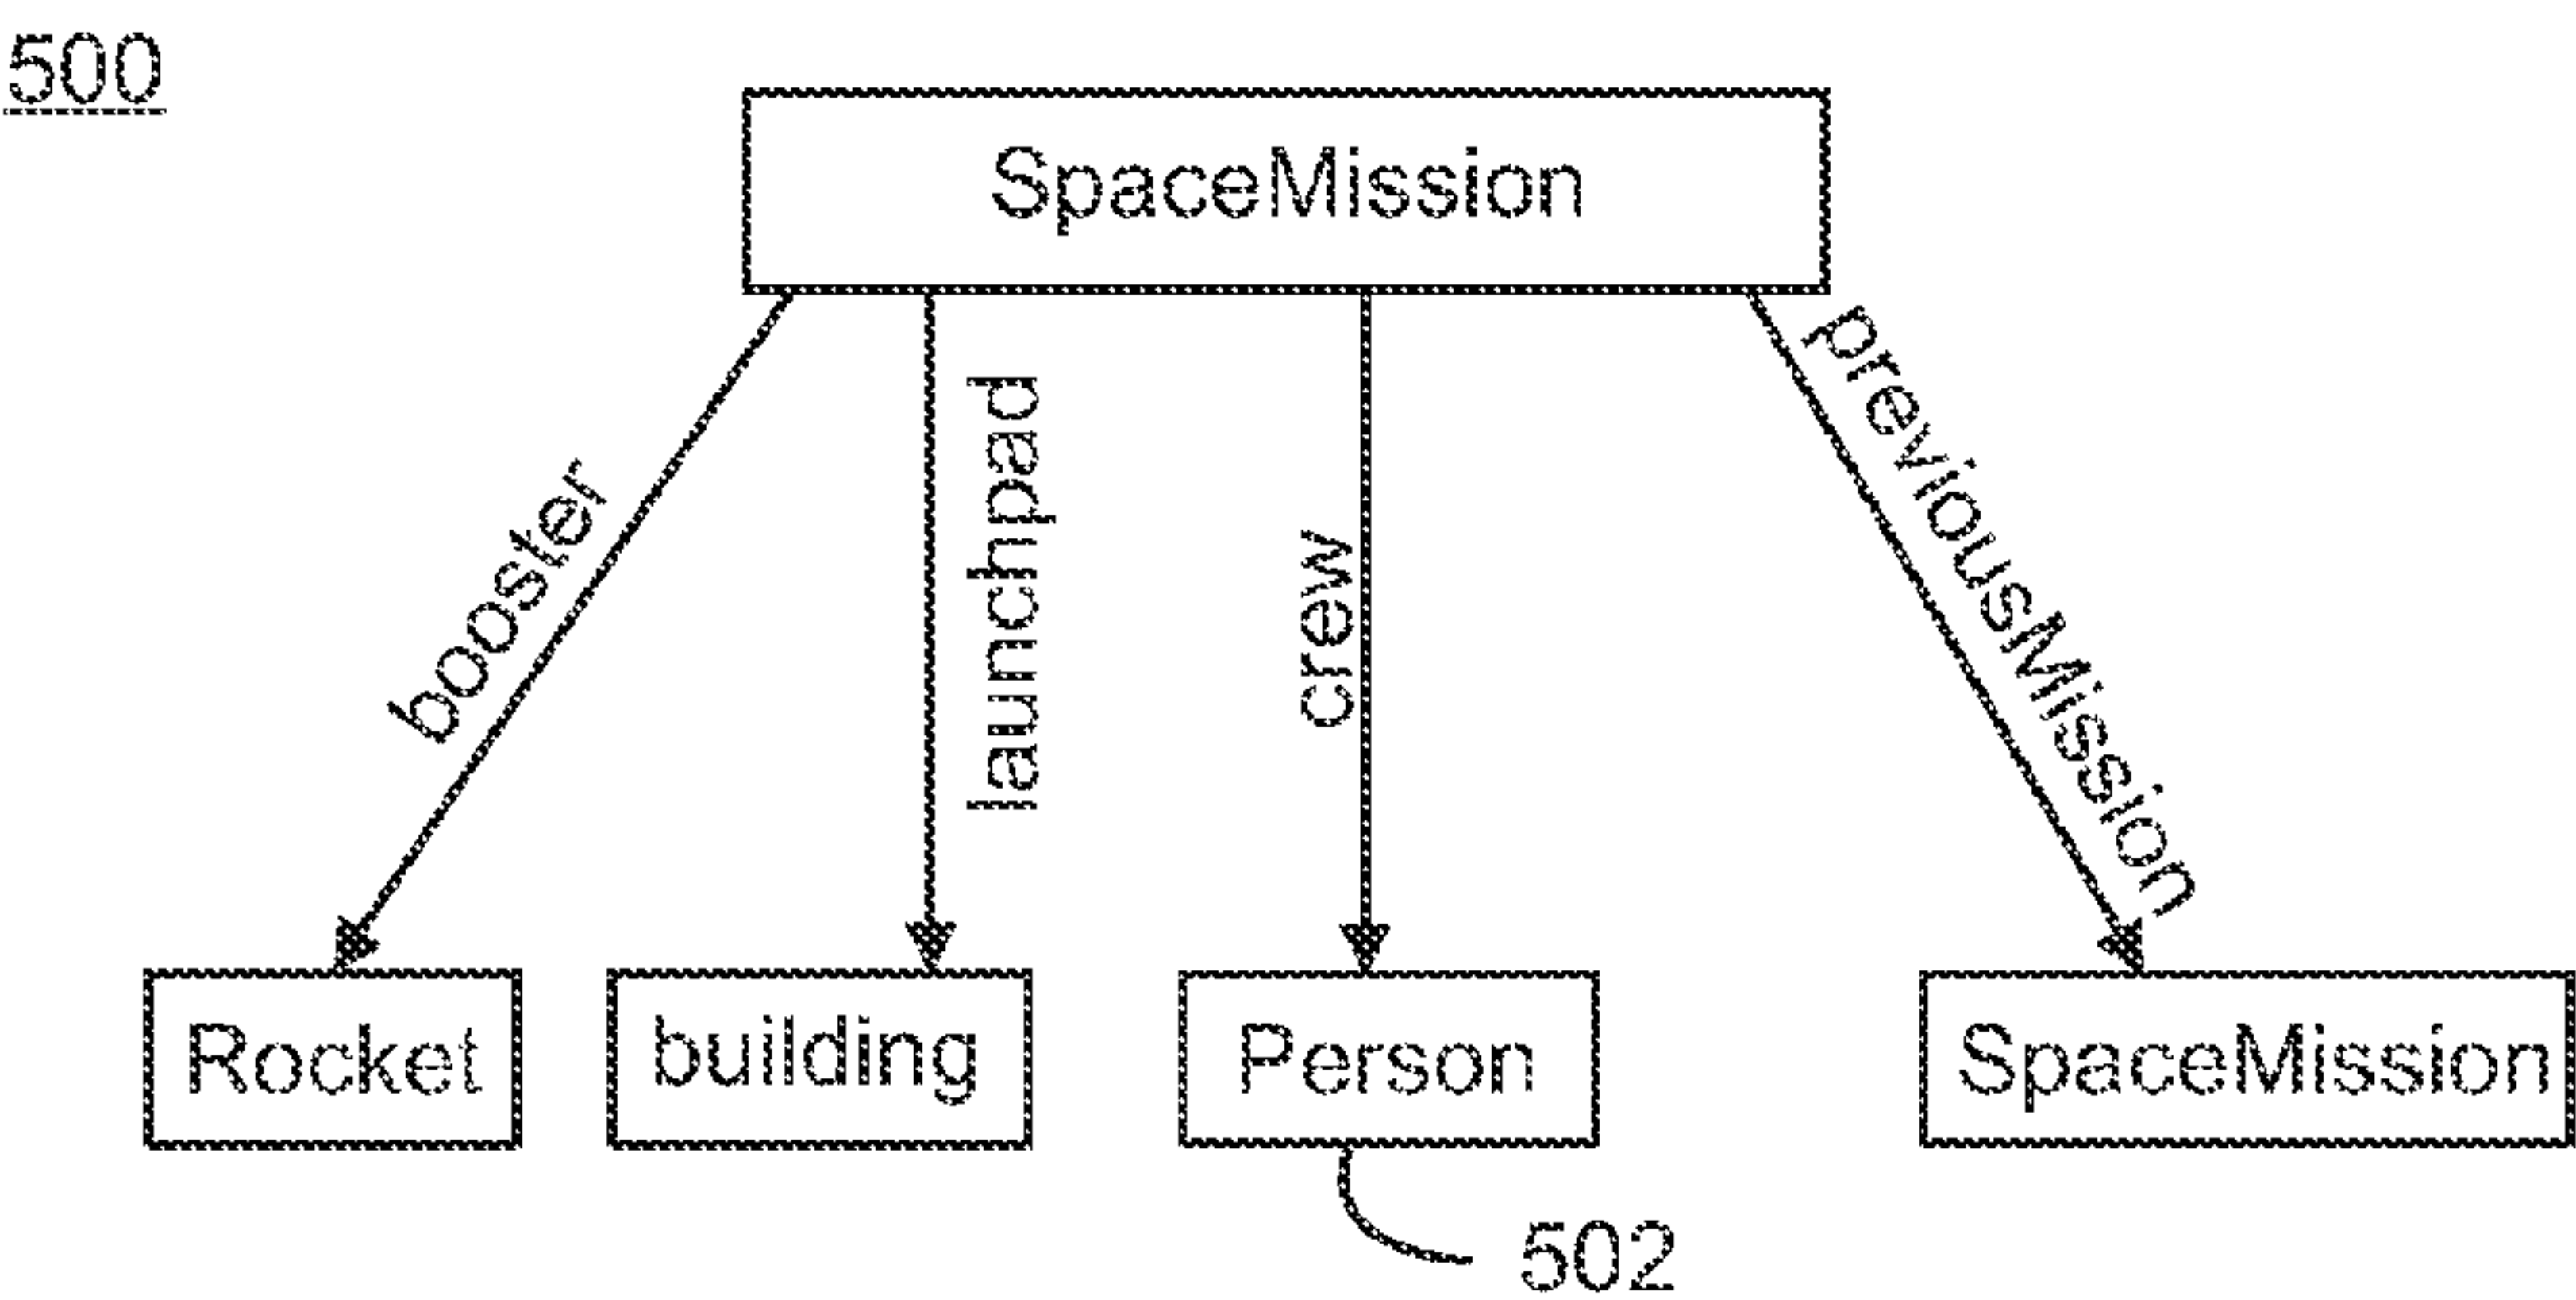 500
SpaceMission
booster
launchpad
crew
previousMission
Rocket
building
Person
SpaceMission
502